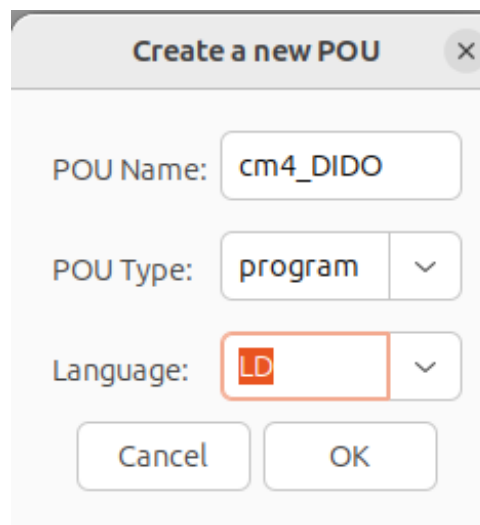 Create a new POU
POU Name: cm4_DIDO
POU Type: program
Language: LD
Cancel OK